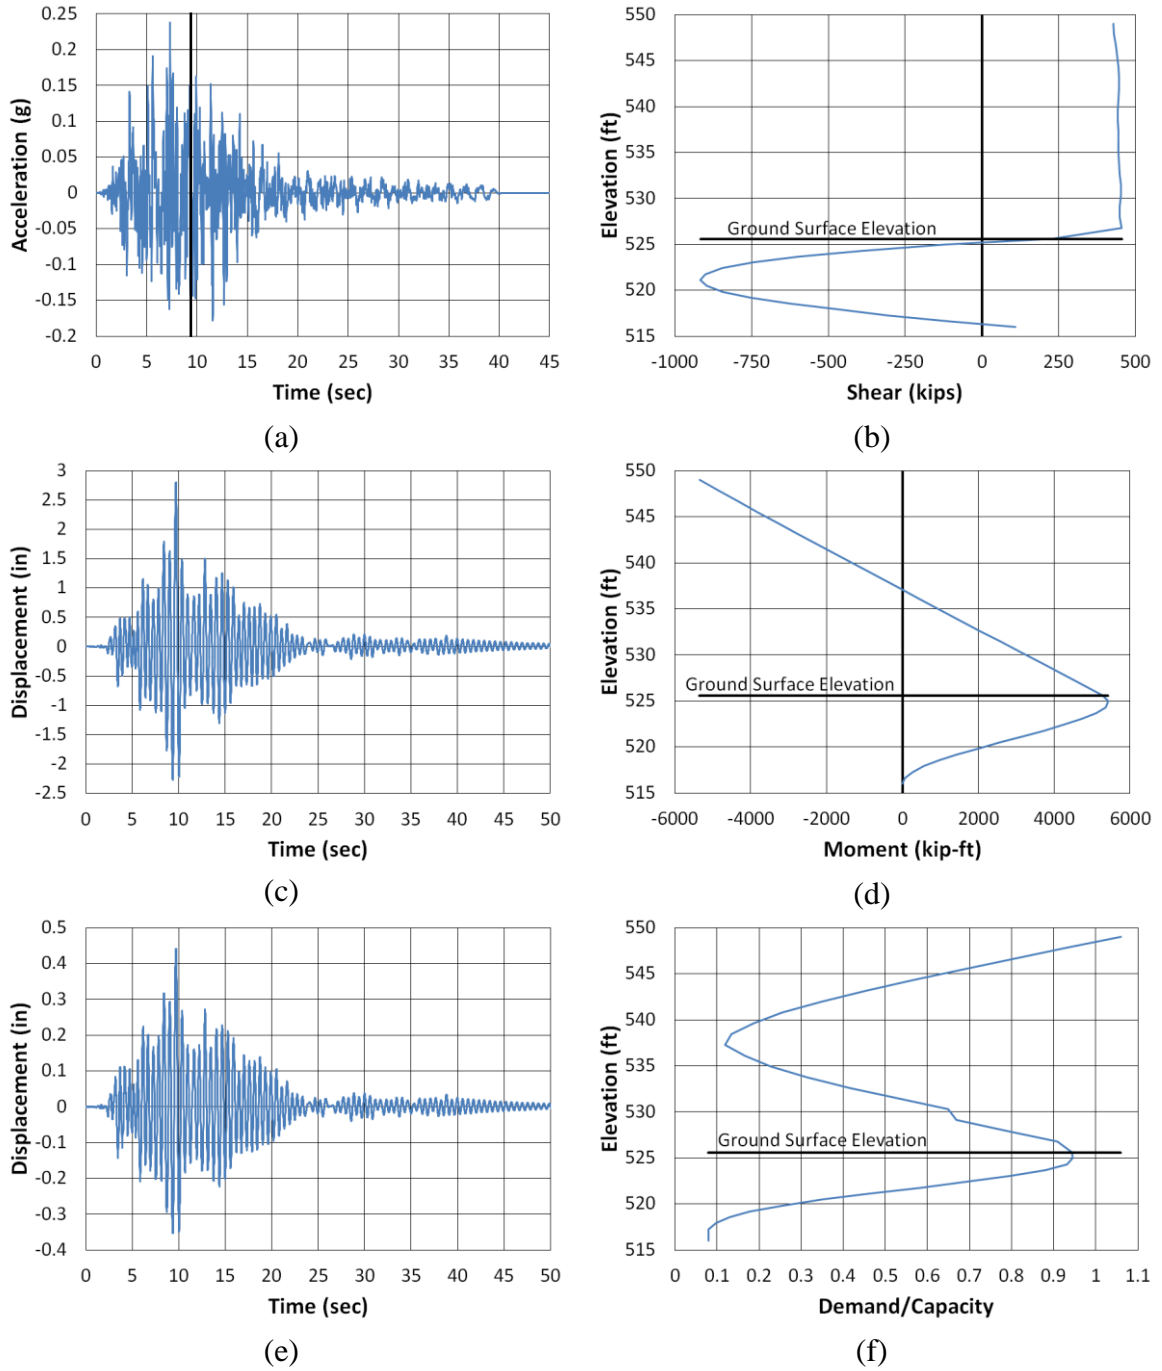 0.25
0.2
0.15
0.1
0.05
0
-0.05
-0.1
-0.15
-0.2
Acceleration (g)
0 5 10 15 20 25 30 35 40 45
Time (sec)
(a)
550
545
540
535
530
525
520
515
Elevation (ft)
Ground Surface Elevation
-1000 -750 -500 -250 0 250 500
Shear (kips)
(b)
3
2.5
2
1.5
1
0.5
0
-0.5
-1
-1.5
-2
-2.5
Displacement (in)
0 5 10 15 20 25 30 35 40 45 50
Time (sec)
(c)
550
545
540
535
530
525
520
515
Elevation (ft)
Ground Surface Elevation
-6000 -4000 -2000 0 2000 4000 6000
Moment (kip-ft)
(d)
0.5
0.4
0.3
0.2
0.1
0
-0.1
-0.2
-0.3
-0.4
Displacement (in)
0 5 10 15 20 25 30 35 40 45 50
Time (sec)
(e)
550
545
540
535
530
525
520
515
Elevation (ft)
Ground Surface Elevation
0 0.1 0.2 0.3 0.4 0.5 0.6 0.7 0.8 0.9 1 1.1
Demand/Capacity
(f)